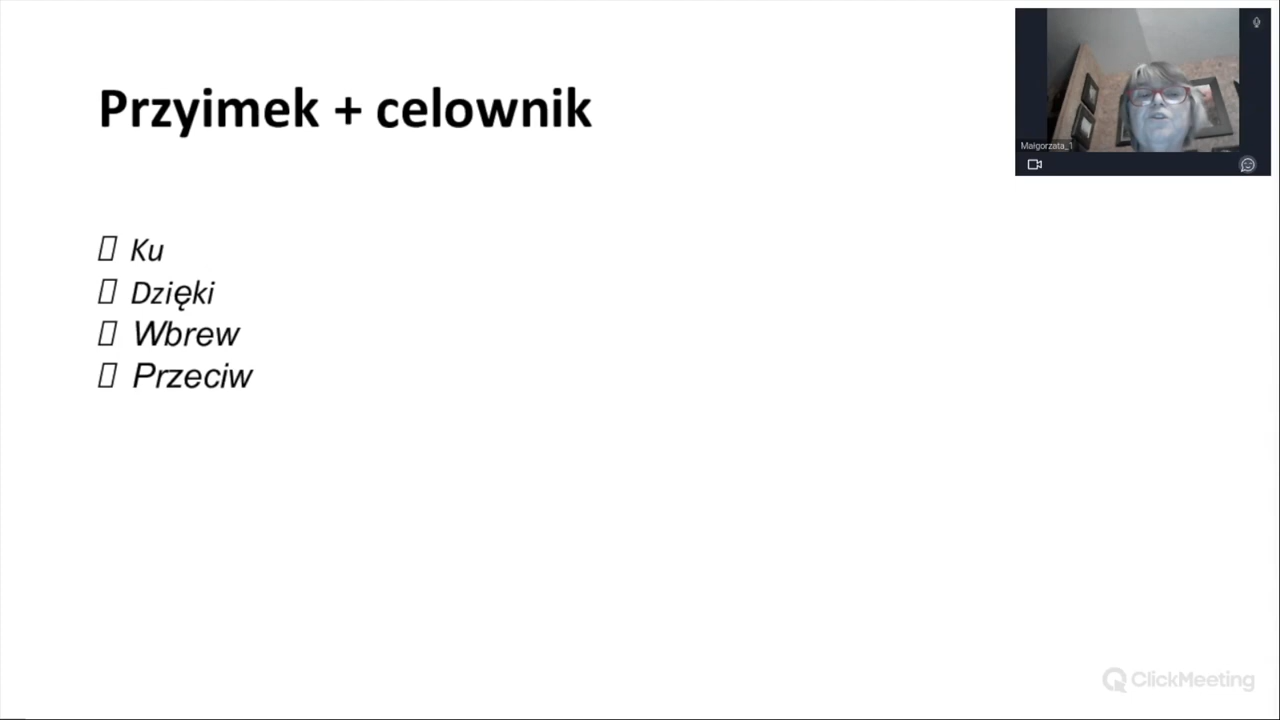 Przyimek + celownik
Małgorzata_1
Ku
Dzięki
Wbrew
Przeciw
ClickMeeting